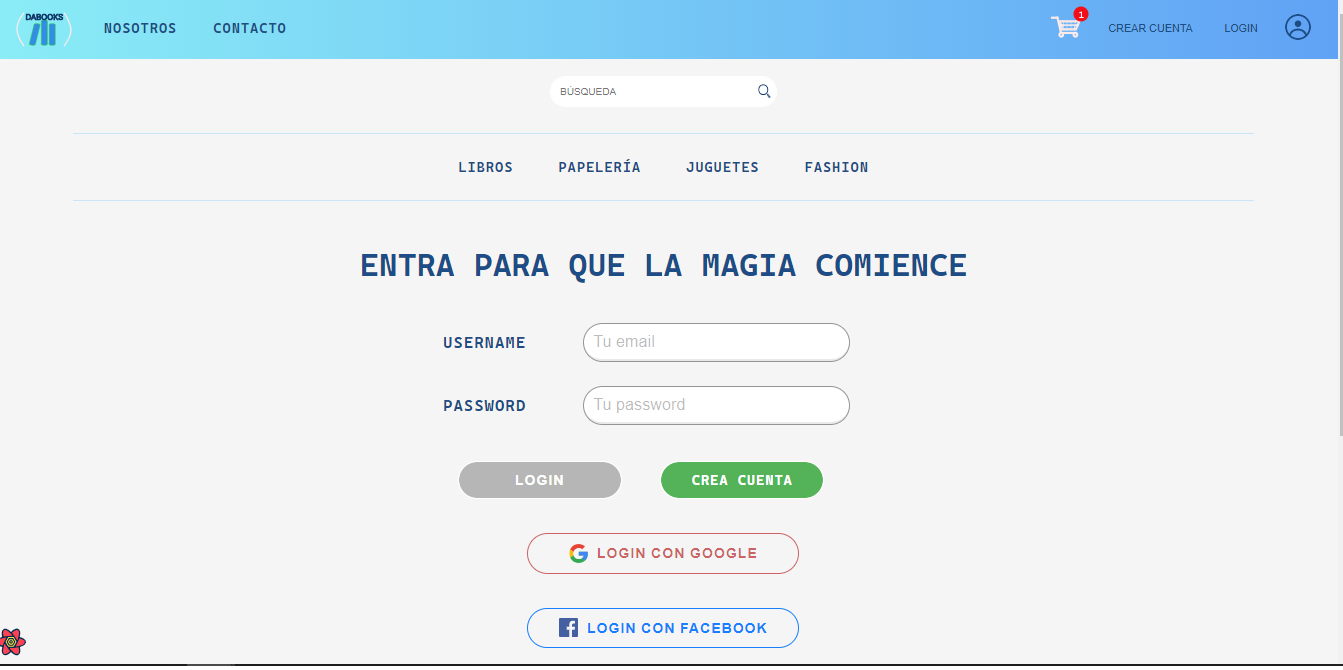 DABOOKS
NOSOTROS CONTACTO 1 CREAR CUENTA LOGIN
BÚSQUEDA
LIBROS PAPELERÍA JUGUETES FASHION
ENTRA PARA QUE LA MAGIA COMIENCE
USERNAME Tu email
PASSWORD Tu password
LOGIN CREA CUENTA
LOGIN CON GOOGLE
LOGIN CON FACEBOOK